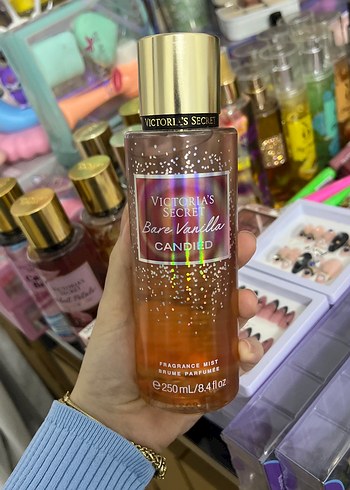 VICTORIA'S SECRET
VICTORIA'S
SECRET
Bare Vanilla
CANDIED
FRAGRANCE MIST
BRUME PARFUMÉE
℮250 mL/8.4 fl oz